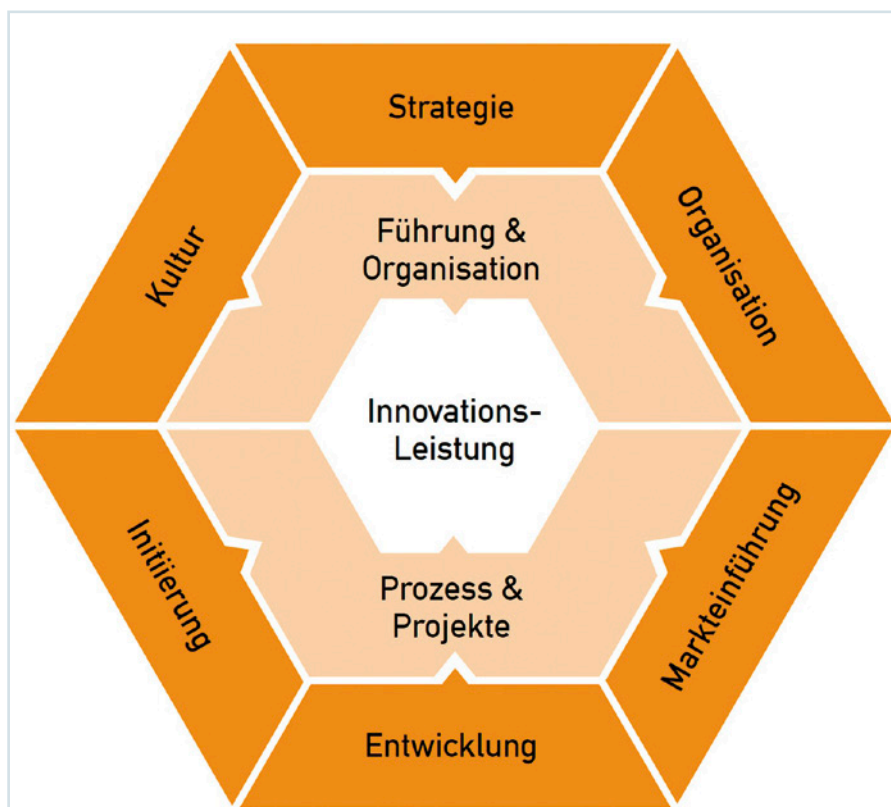 Strategie
Kultur
Organisation
Führung &
Organisation
Innovations-
Leistung
Initiierung
Markteinführung
Prozess &
Projekte
Entwicklung